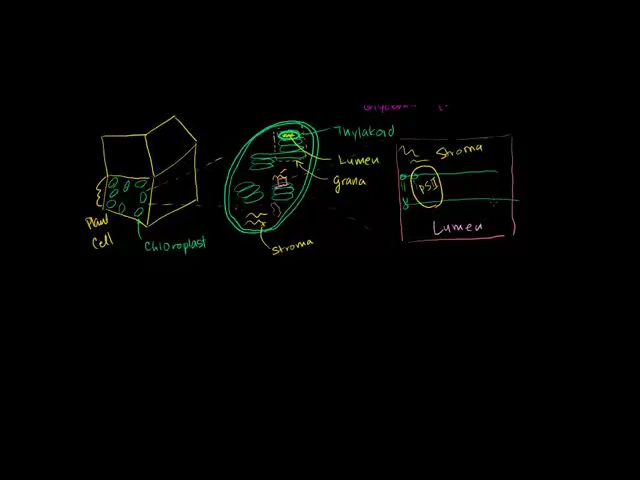 Thylakoid
Lumen
grana
Plant
Cell
Chloroplast
Stroma
Stroma
PSII
Lumen